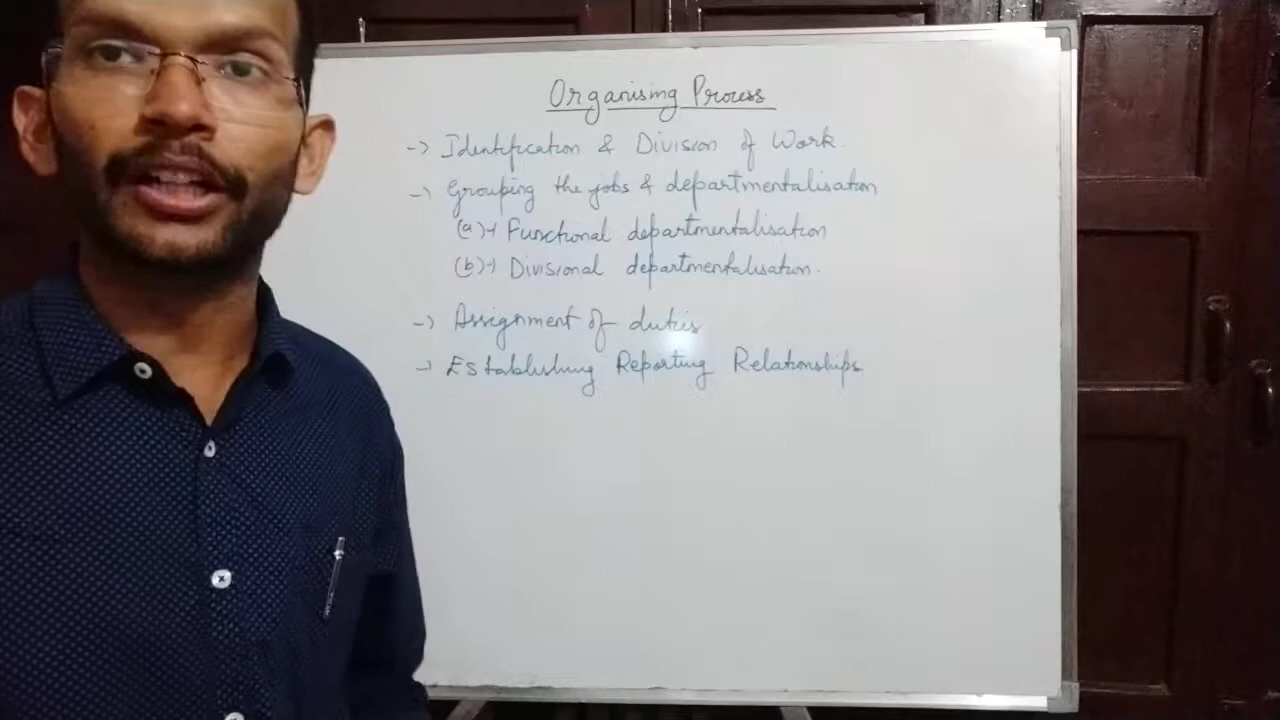 Organising Process
-> Identification & Division of Work.
-> Grouping the jobs & departmentalisation
(a)-> Functional departmentalisation
(b)-> Divisional departmentalisation.
-> Assignment of duties
-> Establishing Reporting Relationships